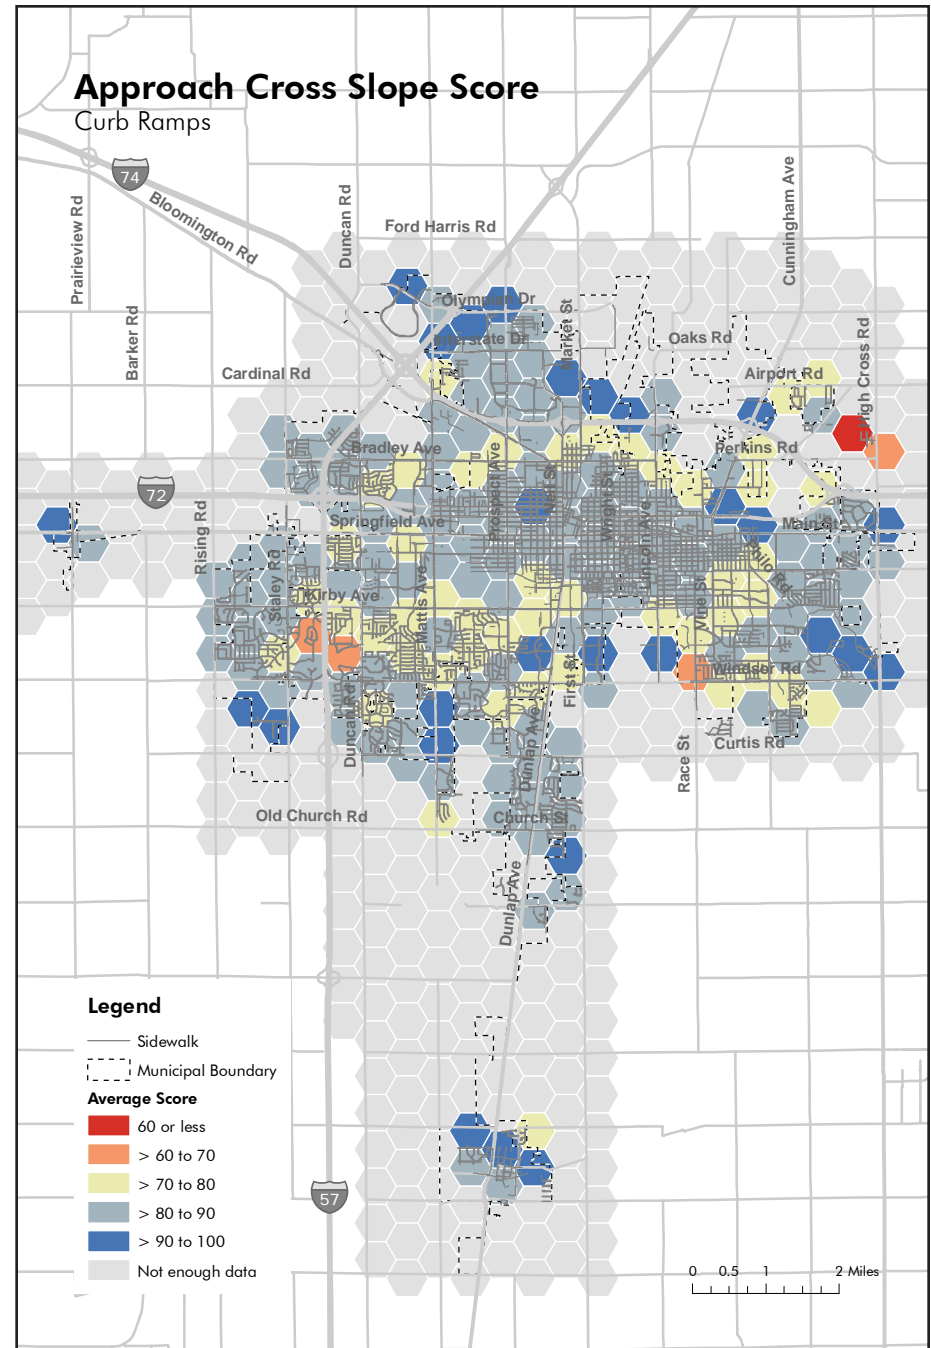 Approach Cross Slope Score
Curb Ramps
74
Bloomington Rd
Prairieview Rd
Duncan Rd
Ford Harris Rd
Cunningham Ave
Barker Rd
Olympian Dr
Market St
Interstate Dr
Oaks Rd
High Cross Rd
Cardinal Rd
Airport Rd
Bradley Ave
Prospect Ave
Perkins Rd
72
Rising Rd
Springfield Ave
Wright St
Lincoln Ave
Main St
Staley Rd
Kirby Ave
Mattis Ave
Vine St
Philo Rd
First St
Windsor Rd
Duncan Rd
Dunlap Ave
Race St
Curtis Rd
Old Church Rd
Church St
Dunlap Ave
57
Legend
Sidewalk
Municipal Boundary
Average Score
60 or less
> 60 to 70
> 70 to 80
> 80 to 90
> 90 to 100
Not enough data
0 0.5 1 2 Miles